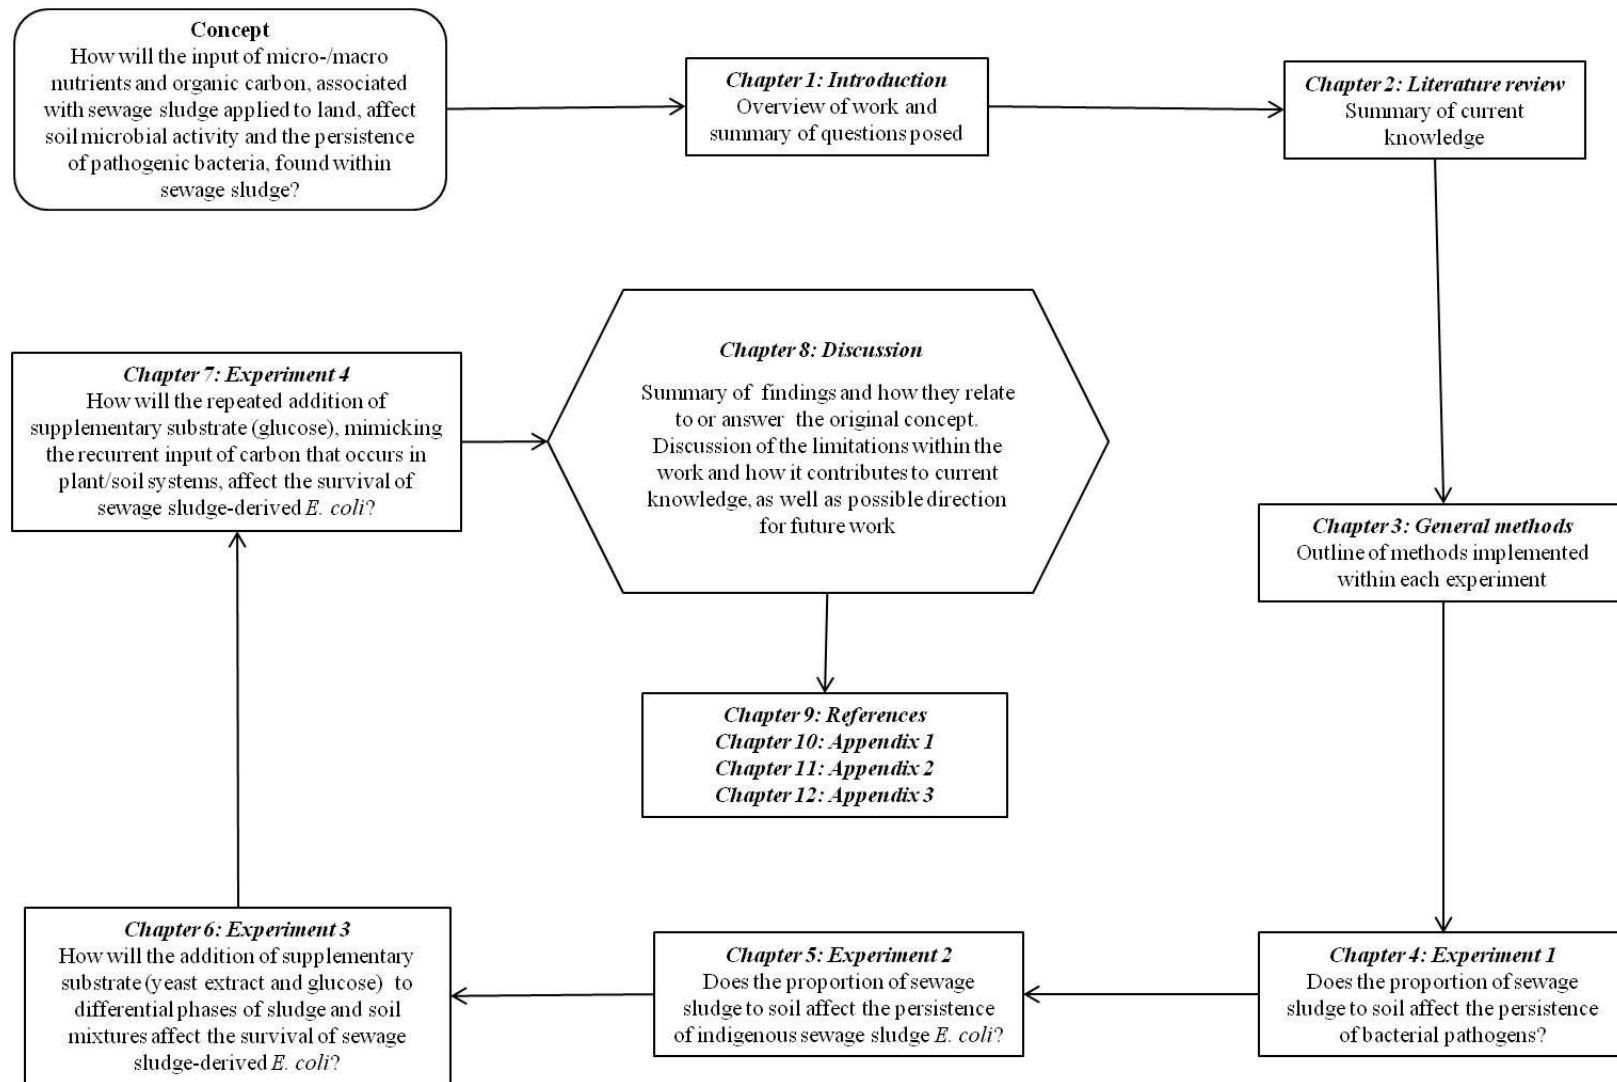 Concept
How will the input of micro-/macro
nutrients and organic carbon, associated
with sewage sludge applied to land, affect
soil microbial activity and the persistence
of pathogenic bacteria, found within
sewage sludge?
Chapter 1: Introduction
Overview of work and
summary of questions posed
Chapter 2: Literature review
Summary of current
knowledge
Chapter 3: General methods
Outline of methods implemented
within each experiment
Chapter 4: Experiment 1
Does the proportion of sewage
sludge to soil affect the persistence
of bacterial pathogens?
Chapter 5: Experiment 2
Does the proportion of sewage
sludge to soil affect the persistence
of indigenous sewage sludge E. coli?
Chapter 6: Experiment 3
How will the addition of supplementary
substrate (yeast extract and glucose) to
differential phases of sludge and soil
mixtures affect the survival of sewage
sludge-derived E. coli?
Chapter 7: Experiment 4
How will the repeated addition of
supplementary substrate (glucose), mimicking
the recurrent input of carbon that occurs in
plant/soil systems, affect the survival of
sewage sludge-derived E. coli?
Chapter 8: Discussion
Summary of findings and how they relate
to or answer the original concept.
Discussion of the limitations within the
work and how it contributes to current
knowledge, as well as possible direction
for future work
Chapter 9: References
Chapter 10: Appendix 1
Chapter 11: Appendix 2
Chapter 12: Appendix 3